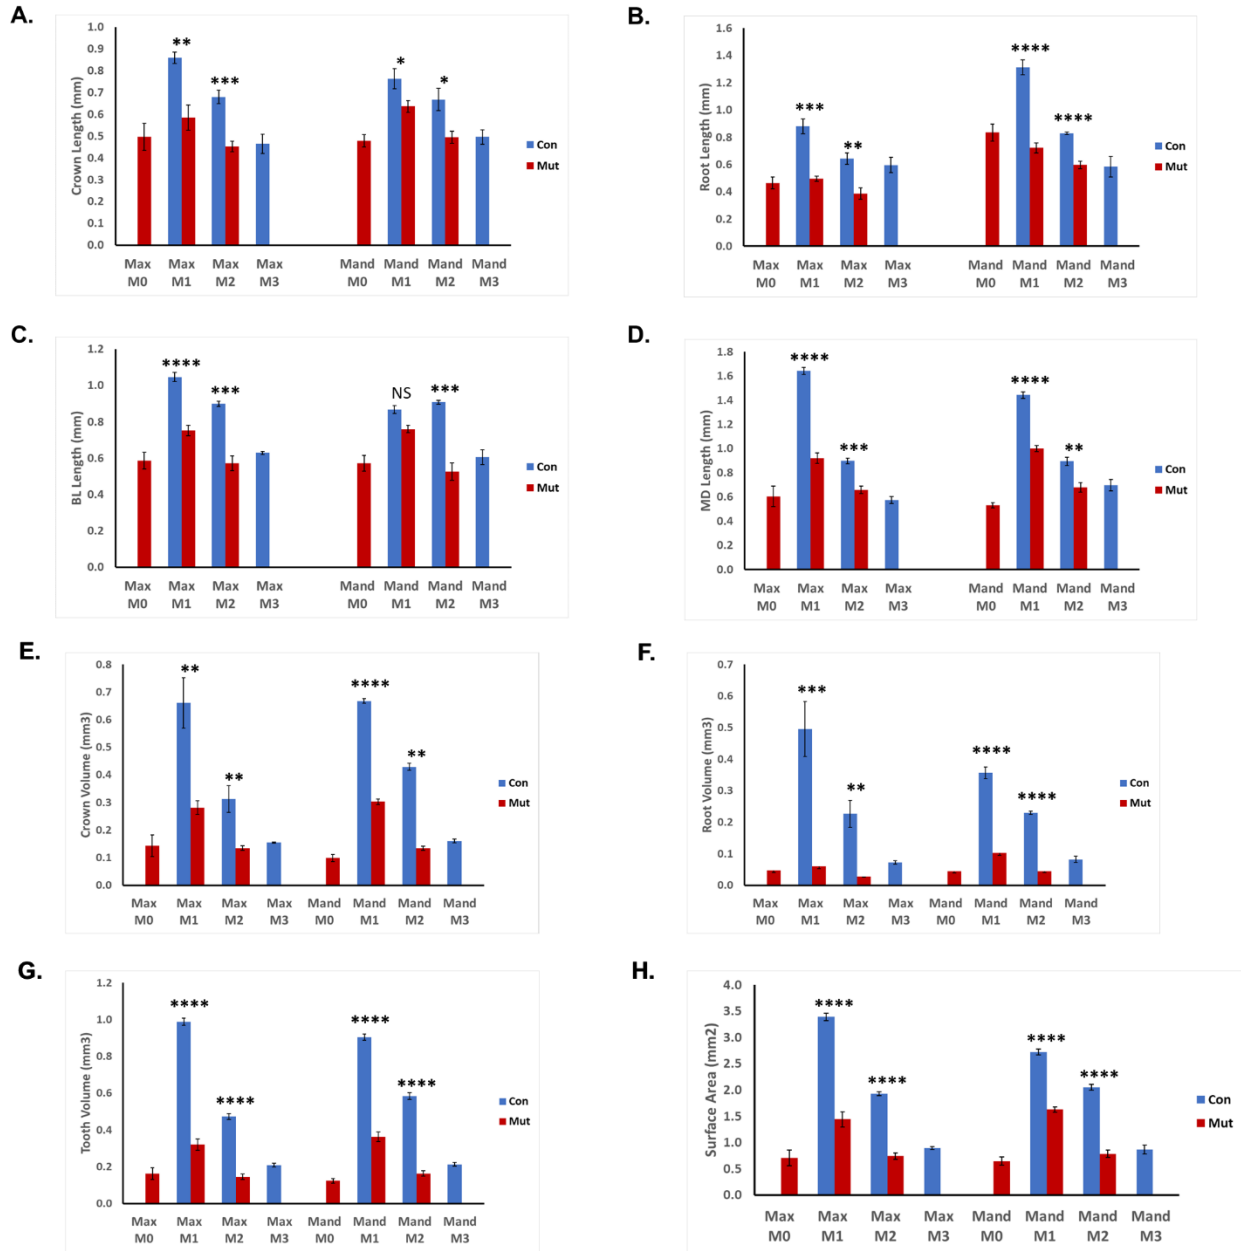 A.
Crown Length (mm)
1.0
0.9
0.8
0.7
0.6
0.5
0.4
0.3
0.2
0.1
0.0
** *** * *
Con
Mut
Max Max Max Max Mand Mand Mand Mand
M0 M1 M2 M3 M0 M1 M2 M3
B.
Root Length (mm)
1.6
1.4
1.2
1.0
0.8
0.6
0.4
0.2
0.0
*** ** **** ****
Con
Mut
Max Max Max Max Mand Mand Mand Mand
M0 M1 M2 M3 M0 M1 M2 M3
C.
BL Length (mm)
1.2
1.0
0.8
0.6
0.4
0.2
0.0
**** *** NS ***
Con
Mut
Max Max Max Max Mand Mand Mand Mand
M0 M1 M2 M3 M0 M1 M2 M3
D.
MD Length (mm)
1.8
1.6
1.4
1.2
1.0
0.8
0.6
0.4
0.2
0.0
**** *** **** **
Con
Mut
Max Max Max Max Mand Mand Mand Mand
M0 M1 M2 M3 M0 M1 M2 M3
E.
Crown Volume (mm3)
0.8
0.7
0.6
0.5
0.4
0.3
0.2
0.1
0.0
** ** **** **
Con
Mut
Max Max Max Max Mand Mand Mand Mand
M0 M1 M2 M3 M0 M1 M2 M3
F.
Root Volume (mm3)
0.7
0.6
0.5
0.4
0.3
0.2
0.1
0.0
*** ** **** ****
Con
Mut
Max Max Max Max Mand Mand Mand Mand
M0 M1 M2 M3 M0 M1 M2 M3
G.
Tooth Volume (mm3)
1.2
1.0
0.8
0.6
0.4
0.2
0.0
**** **** **** ****
Con
Mut
Max Max Max Max Mand Mand Mand Mand
M0 M1 M2 M3 M0 M1 M2 M3
H.
Surface Area (mm2)
4.0
3.5
3.0
2.5
2.0
1.5
1.0
0.5
0.0
**** **** **** ****
Con
Mut
Max Max Max Max Mand Mand Mand Mand
M0 M1 M2 M3 M0 M1 M2 M3